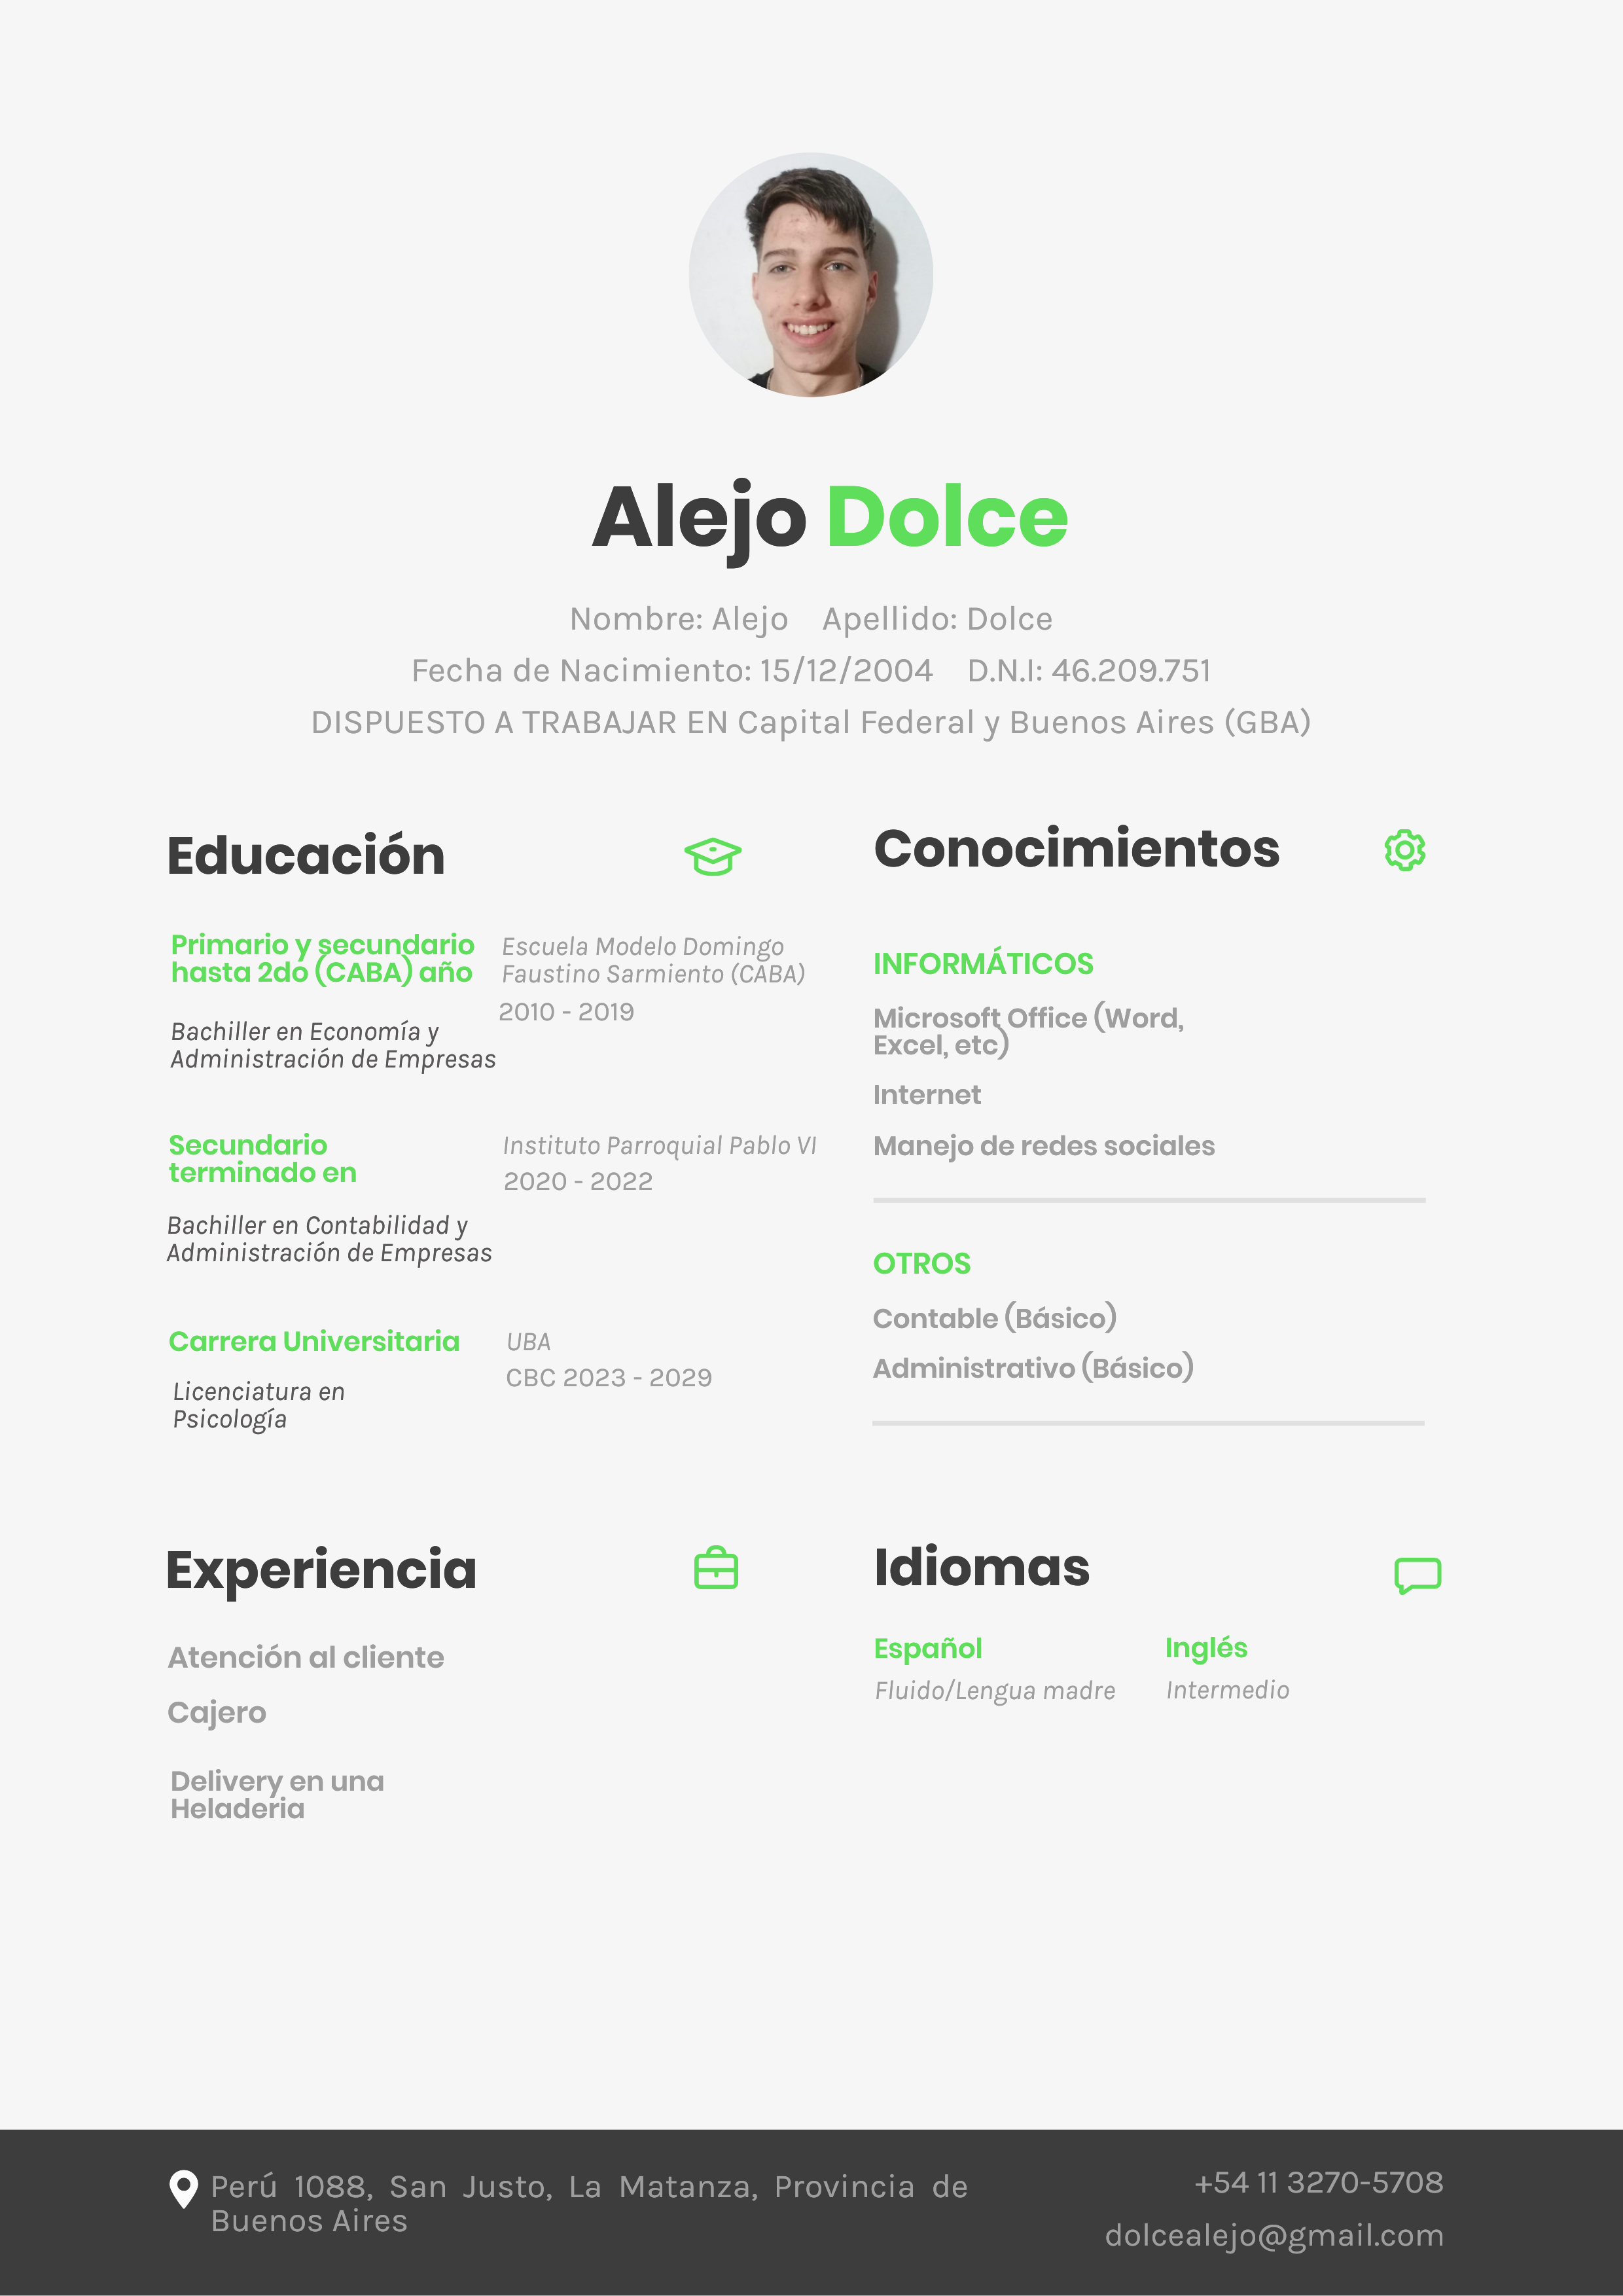 Alejo Dolce
Nombre: Alejo Apellido: Dolce
Fecha de Nacimiento: 15/12/2004 D.N.I: 46.209.751
DISPUESTO A TRABAJAR EN Capital Federal y Buenos Aires (GBA)
Educación
Primario y secundario
hasta 2do (CABA) año
Escuela Modelo Domingo
Faustino Sarmiento (CABA)
2010 - 2019
Bachiller en Economía y
Administración de Empresas
Secundario
terminado en
Instituto Parroquial Pablo VI
2020 - 2022
Bachiller en Contabilidad y
Administración de Empresas
Carrera Universitaria
UBA
CBC 2023 - 2029
Licenciatura en
Psicología
Conocimientos
INFORMÁTICOS
Microsoft Office (Word,
Excel, etc)
Internet
Manejo de redes sociales
OTROS
Contable (Básico)
Administrativo (Básico)
Experiencia
Atención al cliente
Cajero
Delivery en una
Heladeria
Idiomas
Español
Fluido/Lengua madre
Inglés
Intermedio
Perú 1088, San Justo, La Matanza, Provincia de
Buenos Aires
+54 11 3270-5708
dolcealejo@gmail.com